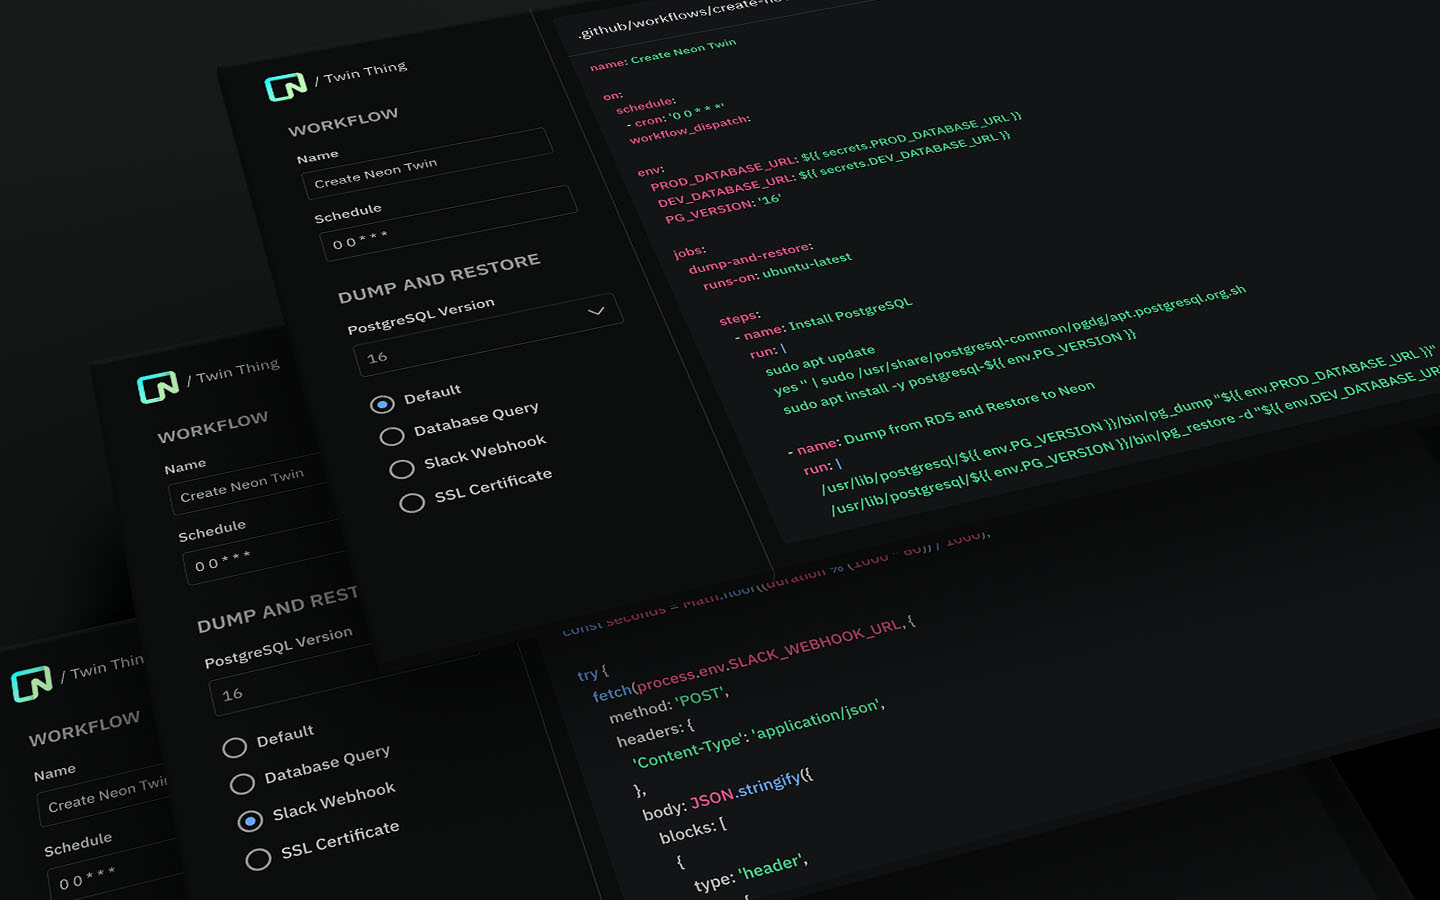 / Twin Thing
WORKFLOW
Name
Create Neon Twin
Schedule
0 0 * * *
DUMP AND RESTORE
PostgreSQL Version
16
Default
Database Query
Slack Webhook
SSL Certificate
.github/workflows/create-
name: Create Neon Twin
on:
schedule:
- cron: '0 0 * * *'
workflow_dispatch:
env:
PROD_DATABASE_URL: ${{ secrets.PROD_DATABASE_URL }}
DEV_DATABASE_URL: ${{ secrets.DEV_DATABASE_URL }}
PG_VERSION: '16'
jobs:
dump-and-restore:
runs-on: ubuntu-latest
steps:
- name: Install PostgreSQL
run: |
sudo apt update
yes '' | sudo /usr/share/postgresql-common/pgdg/apt.postgresql.org.sh
sudo apt install -y postgresql-${{ env.PG_VERSION }}
- name: Dump from RDS and Restore to Neon
run: |
/usr/lib/postgresql/${{ env.PG_VERSION }}/bin/pg_dump "${{ env.PROD_DATABASE_URL }}"
/usr/lib/postgresql/${{ env.PG_VERSION }}/bin/pg_restore -d "${{ env.DEV_DATABASE_UR
/ Twin Thing
WORKFLOW
Name
Create Neon Twin
Schedule
0 0 * * *
DUMP AND REST
PostgreSQL Version
16
Default
Database Query
Slack Webhook
SSL Certificate
const seconds = Math.floor((duration % (1000 * 60)) / 1000);
try {
fetch(process.env.SLACK_WEBHOOK_URL, {
method: 'POST',
headers: {
'Content-Type': 'application/json',
},
body: JSON.stringify({
blocks: [
{
type: 'header',
{
/ Twin Thin
WORKFLOW
Name
Create Neon Twi
Schedule
0 0 * * *